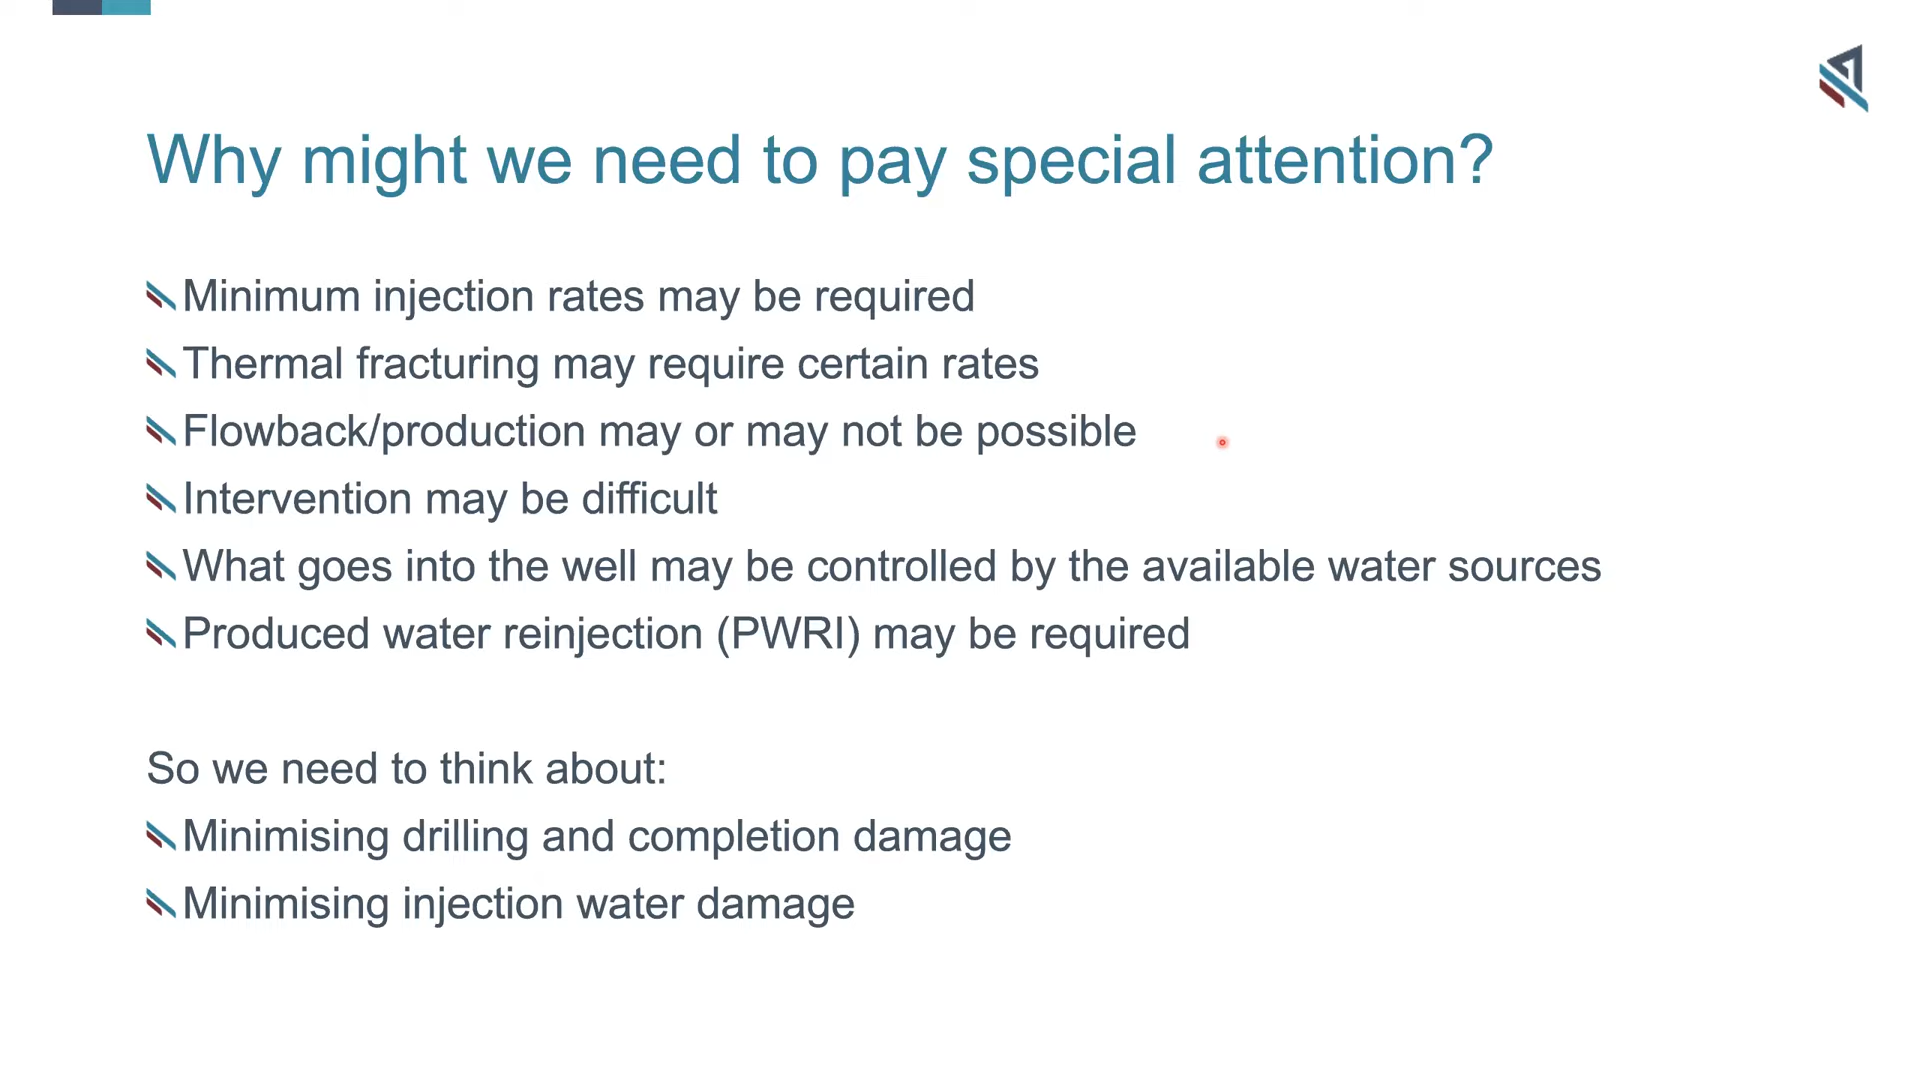 Why might we need to pay special attention?
Minimum injection rates may be required
Thermal fracturing may require certain rates
Flowback/production may or may not be possible
Intervention may be difficult
What goes into the well may be controlled by the available water sources
Produced water reinjection (PWRI) may be required
So we need to think about:
Minimising drilling and completion damage
Minimising injection water damage